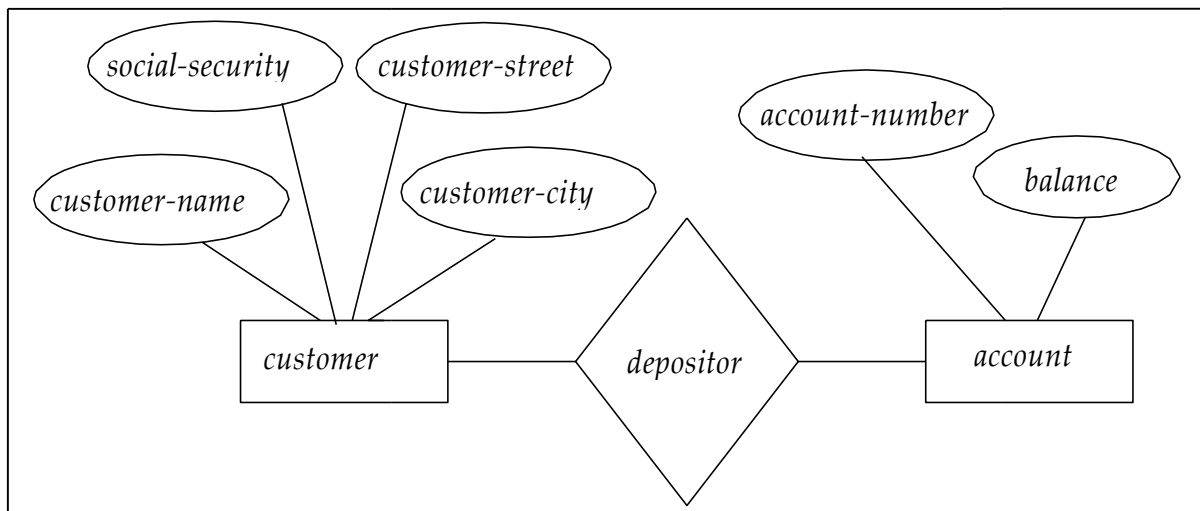 social-security
customer-street
customer-name
customer-city
account-number
balance
customer
depositor
account